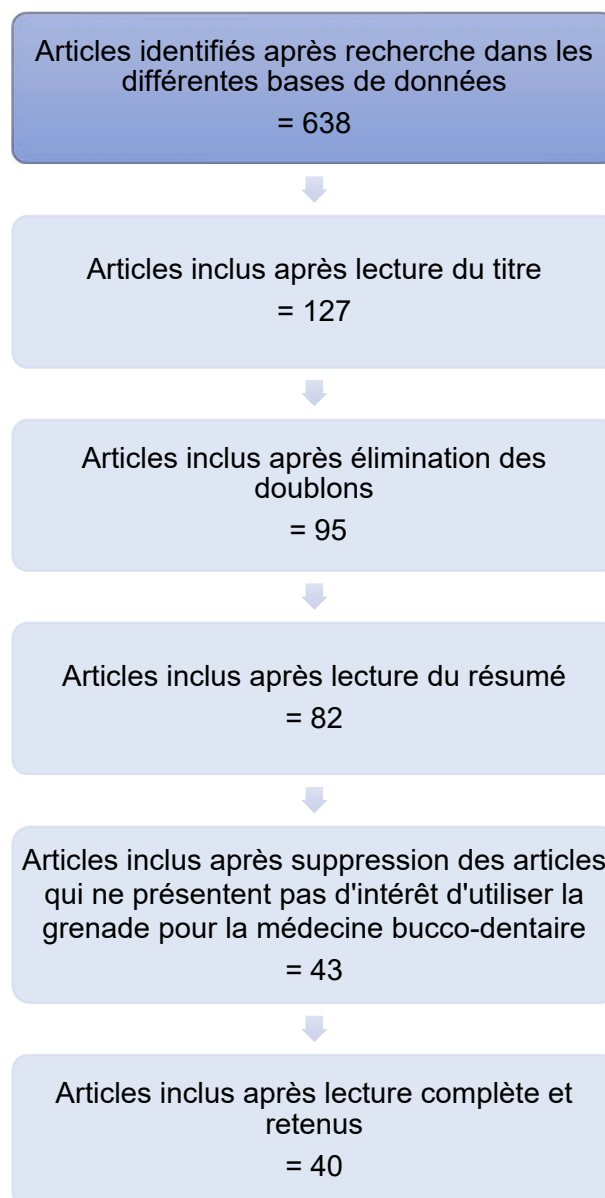 Articles identifiés après recherche dans les
différentes bases de données
= 638
Articles inclus après lecture du titre
= 127
Articles inclus après élimination des
doublons
= 95
Articles inclus après lecture du résumé
= 82
Articles inclus après suppression des articles
qui ne présentent pas d'intérêt d'utiliser la
grenade pour la médecine bucco-dentaire
= 43
Articles inclus après lecture complète et
retenus
= 40